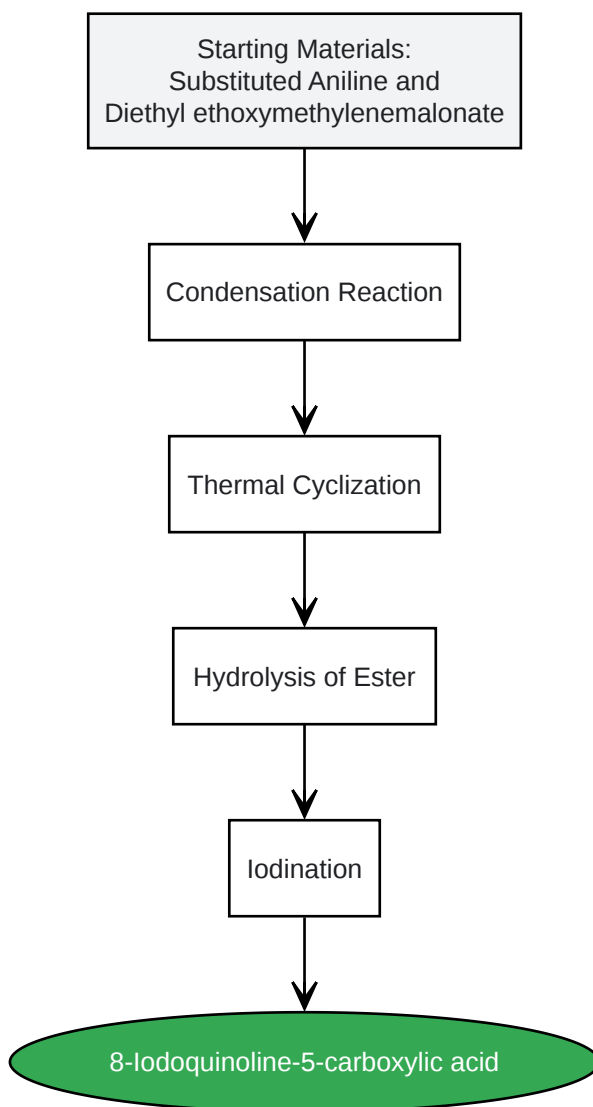 Starting Materials:
Substituted Aniline and
Diethyl ethoxymethylenemalonate
Condensation Reaction
Thermal Cyclization
Hydrolysis of Ester
Iodination
8-Iodoquinoline-5-carboxylic acid